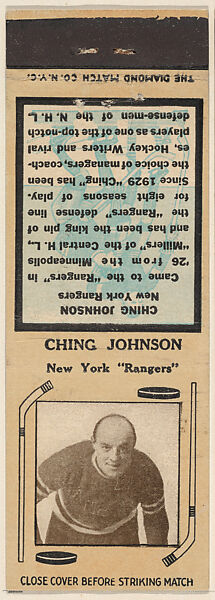 THE DIAMOND MATCH CO. N.Y.C.
CHING JOHNSON
New York Rangers
Came to the "Rangers" in
'26 from the Minneapolis
"Millers" of the Central H. L.,
and has been the king pin of
the "Rangers" defense line
for eight seasons of play.
Since 1929 "Ching" has been
the choice of managers-coach-
es, Hockey Writers and rival
players as one of the top-notch
defense-men of the N. H. L.
CHING JOHNSON
New York "Rangers"
CLOSE COVER BEFORE STRIKING MATCH